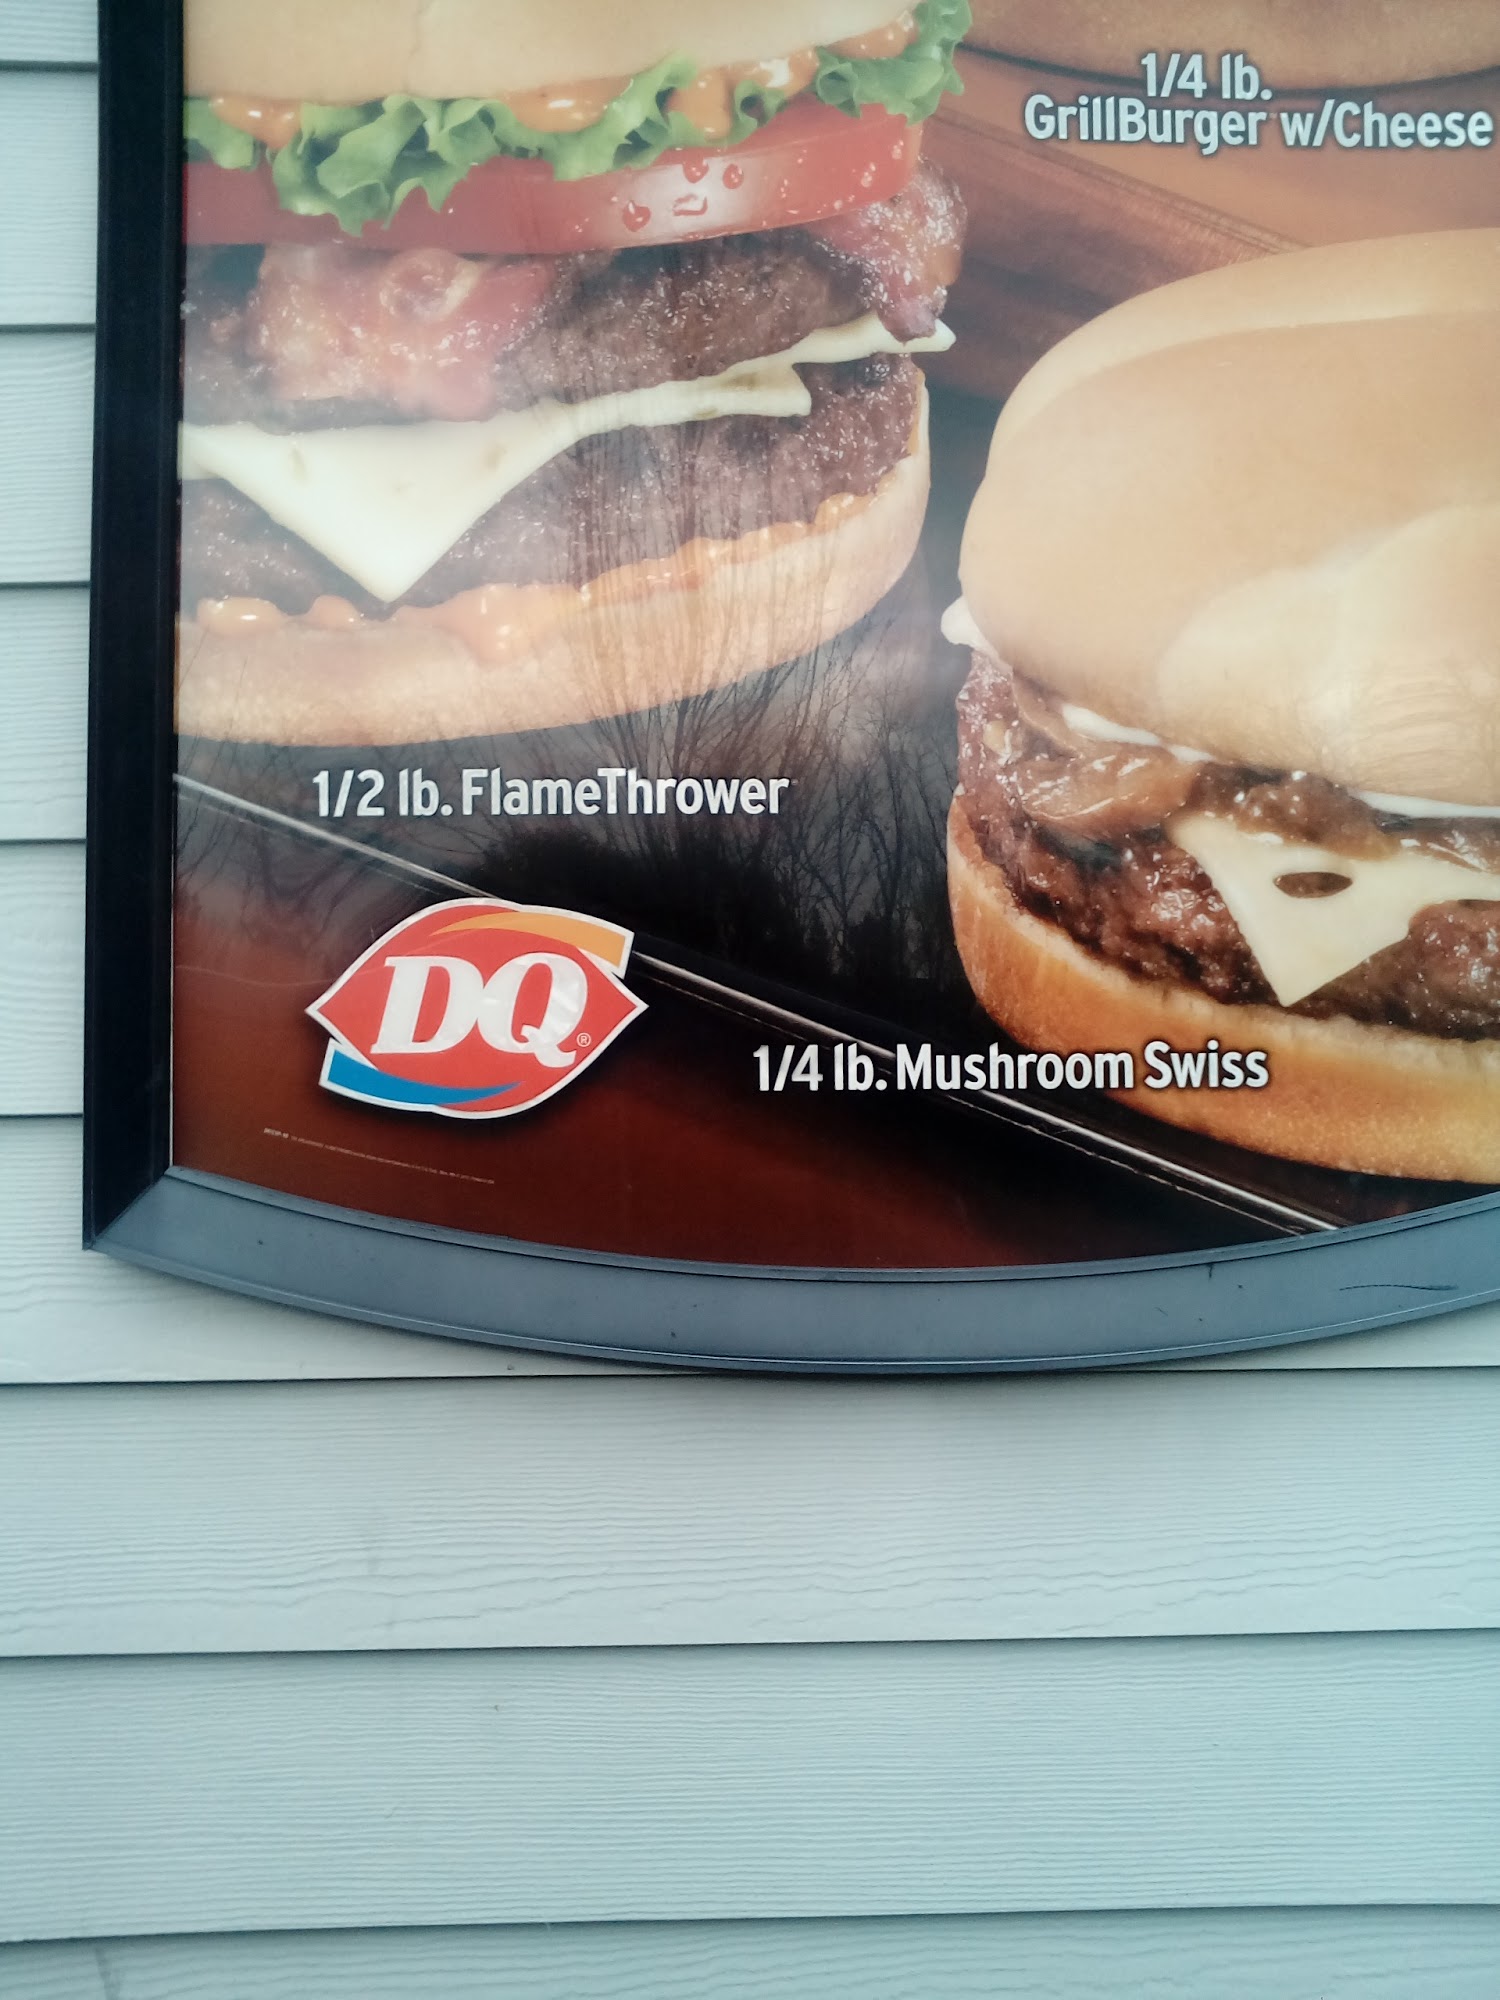 1/4 lb.
GrillBurger w/Cheese
1/2 lb. FlameThrower
DQ®
1/4 lb. Mushroom Swiss